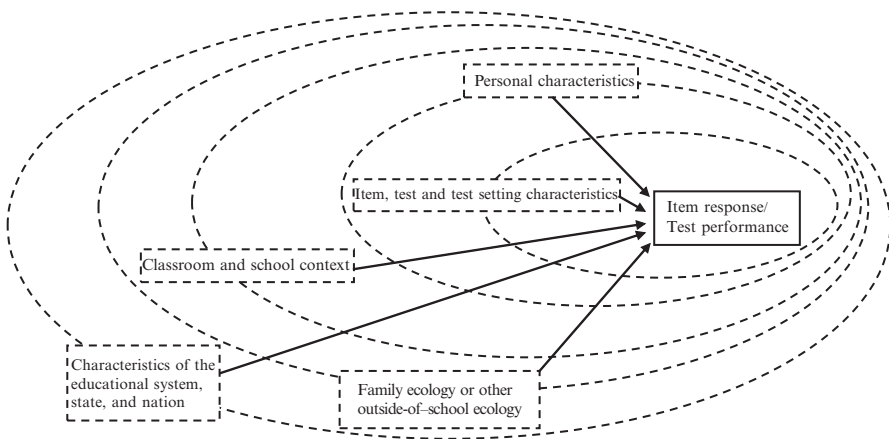 Personal characteristics
Item, test and test setting characteristics
Item response/
Test performance
Classroom and school context
Characteristics of the
educational system,
state, and nation
Family ecology or other
outside-of–school ecology